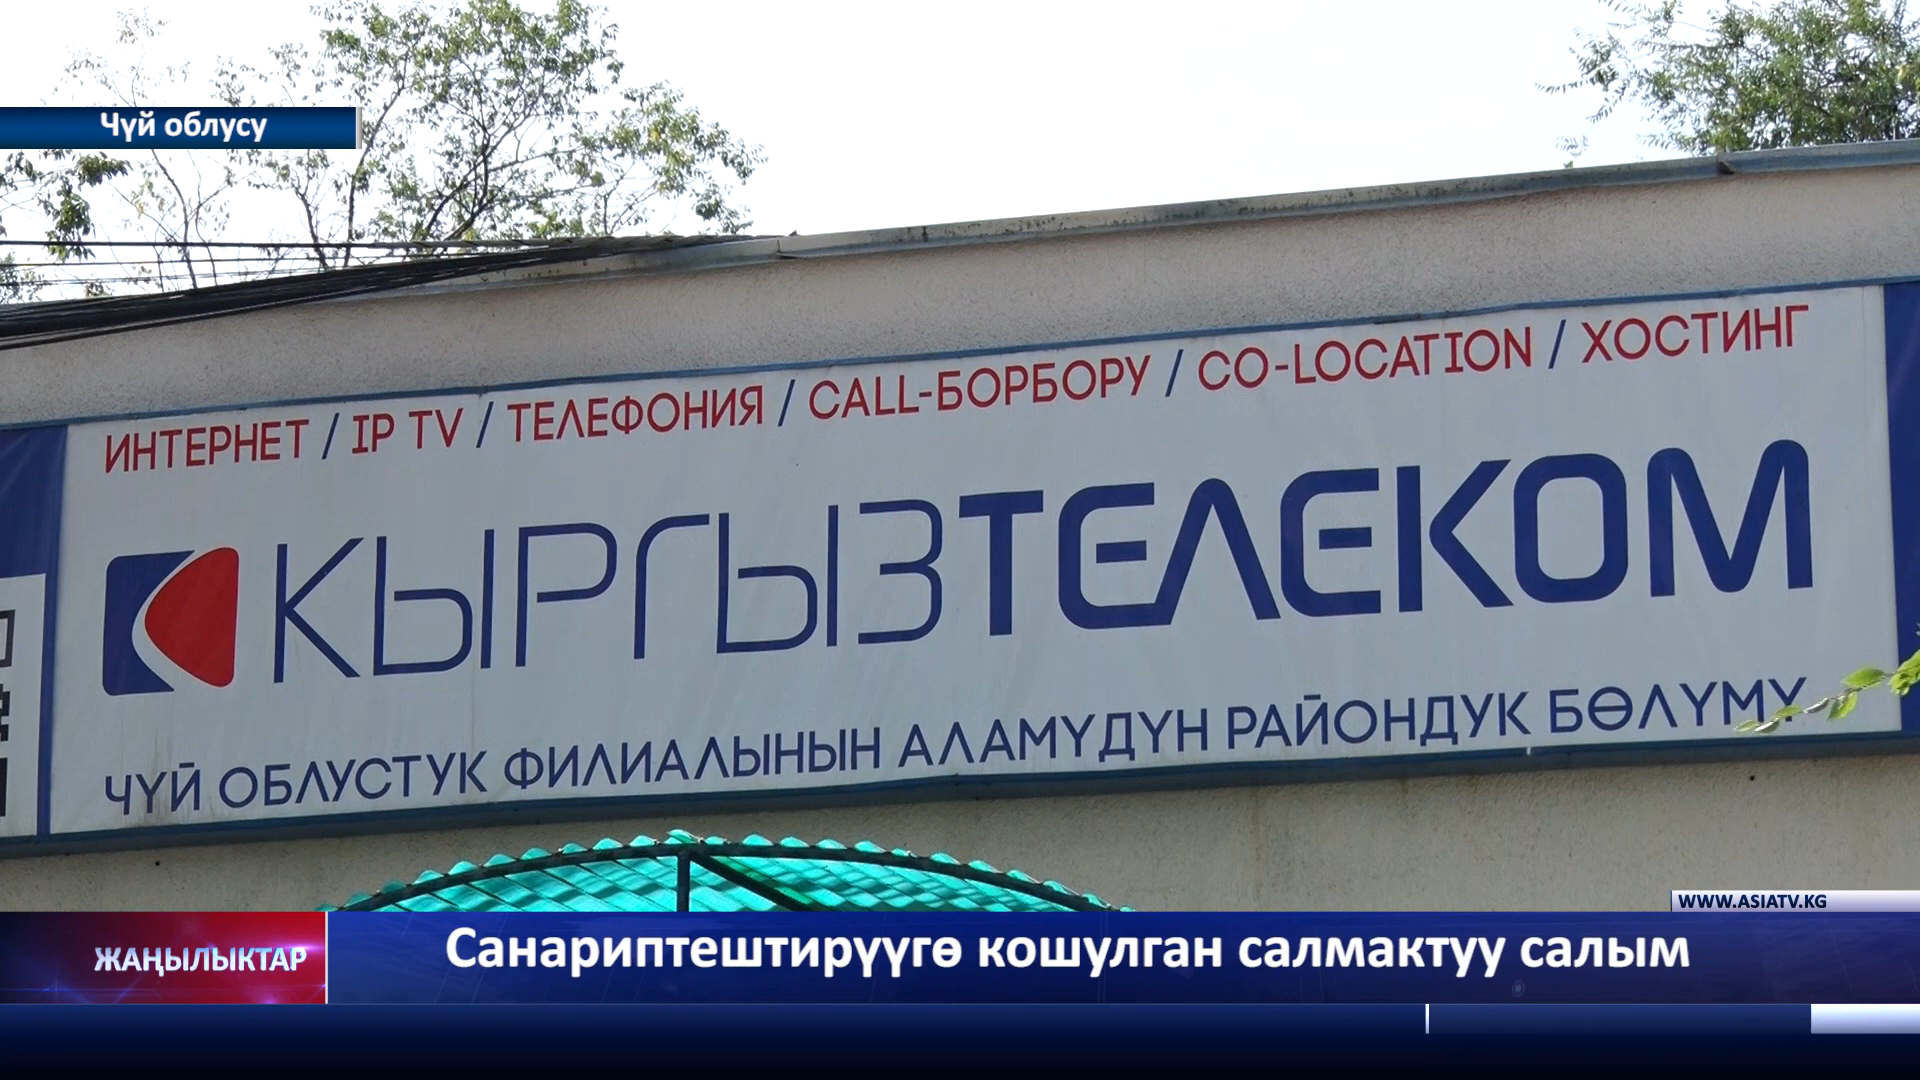 Чүй облусу
ИНТЕРНЕТ / IP TV / ТЕЛЕФОНИЯ / CALL-БОРБОРУ / CO-LOCATION / ХОСТИНГ
КЫРГЫЗТЕЛЕКОМ
ЧҮЙ ОБЛУСТУК ФИЛИАЛЫНЫН АЛАМҮДҮН РАЙОНДУК БӨЛҮМҮ
WWW.ASIATV.KG
ЖАҢЫЛЫКТАР
Санариптештирүүгө кошулган салмактуу салым